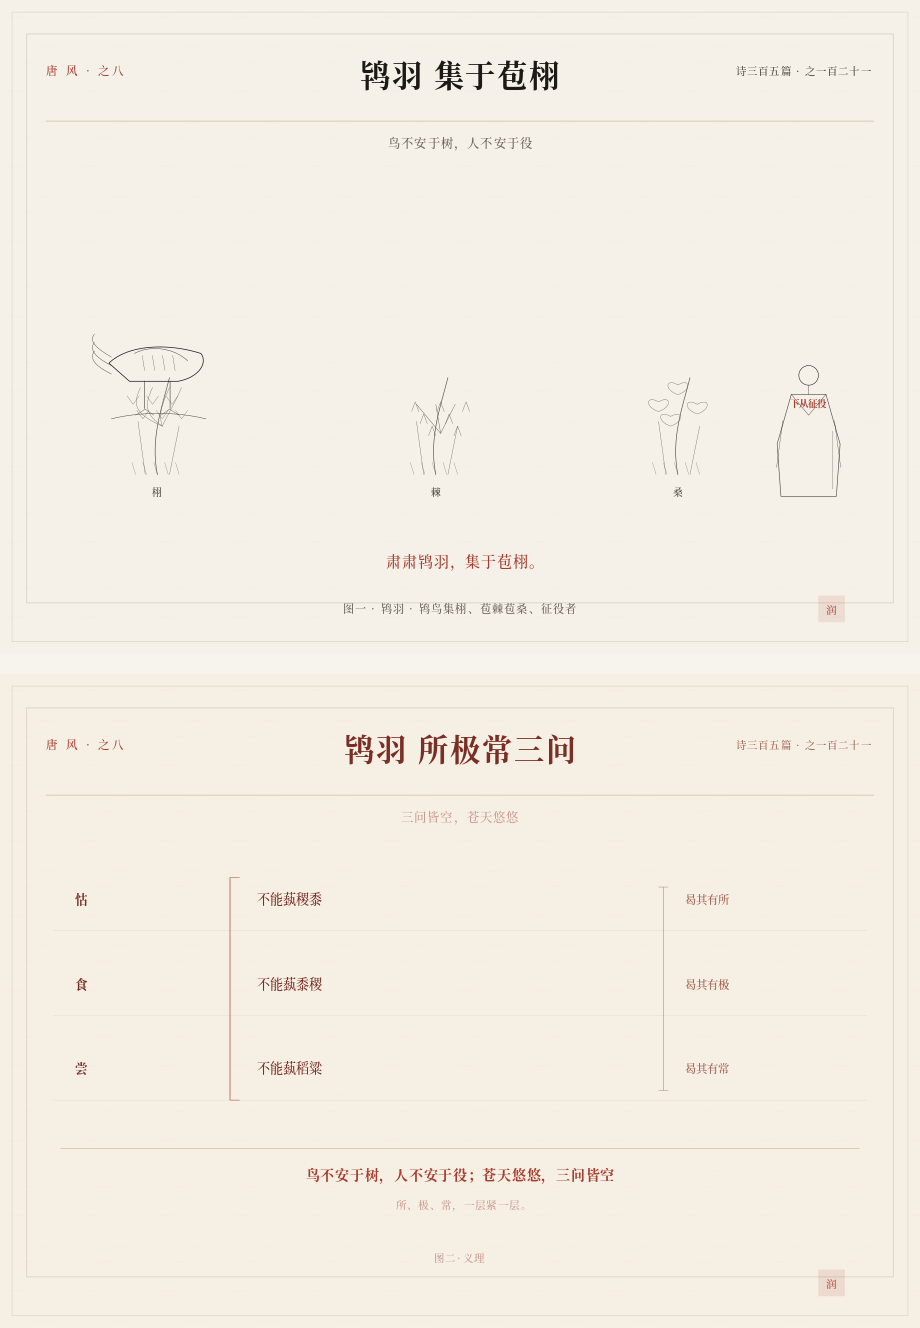 唐 风 · 之八
鸨羽 集于苞栩
诗三百五篇 · 之一百二十一
鸟不安于树，人不安于役
下从征役
栩
棘
桑
肃肃鸨羽，集于苞栩。
图一 · 鸨羽 · 鸨鸟集栩、苞棘苞桑、征役者
润
唐 风 · 之八
鸨羽 所极常三问
诗三百五篇 · 之一百二十一
三问皆空，苍天悠悠
怙
不能蓺稷黍
曷其有所
食
不能蓺黍稷
曷其有极
尝
不能蓺稻粱
曷其有常
鸟不安于树，人不安于役；苍天悠悠，三问皆空
所、极、常，一层紧一层。
图二·义理
润